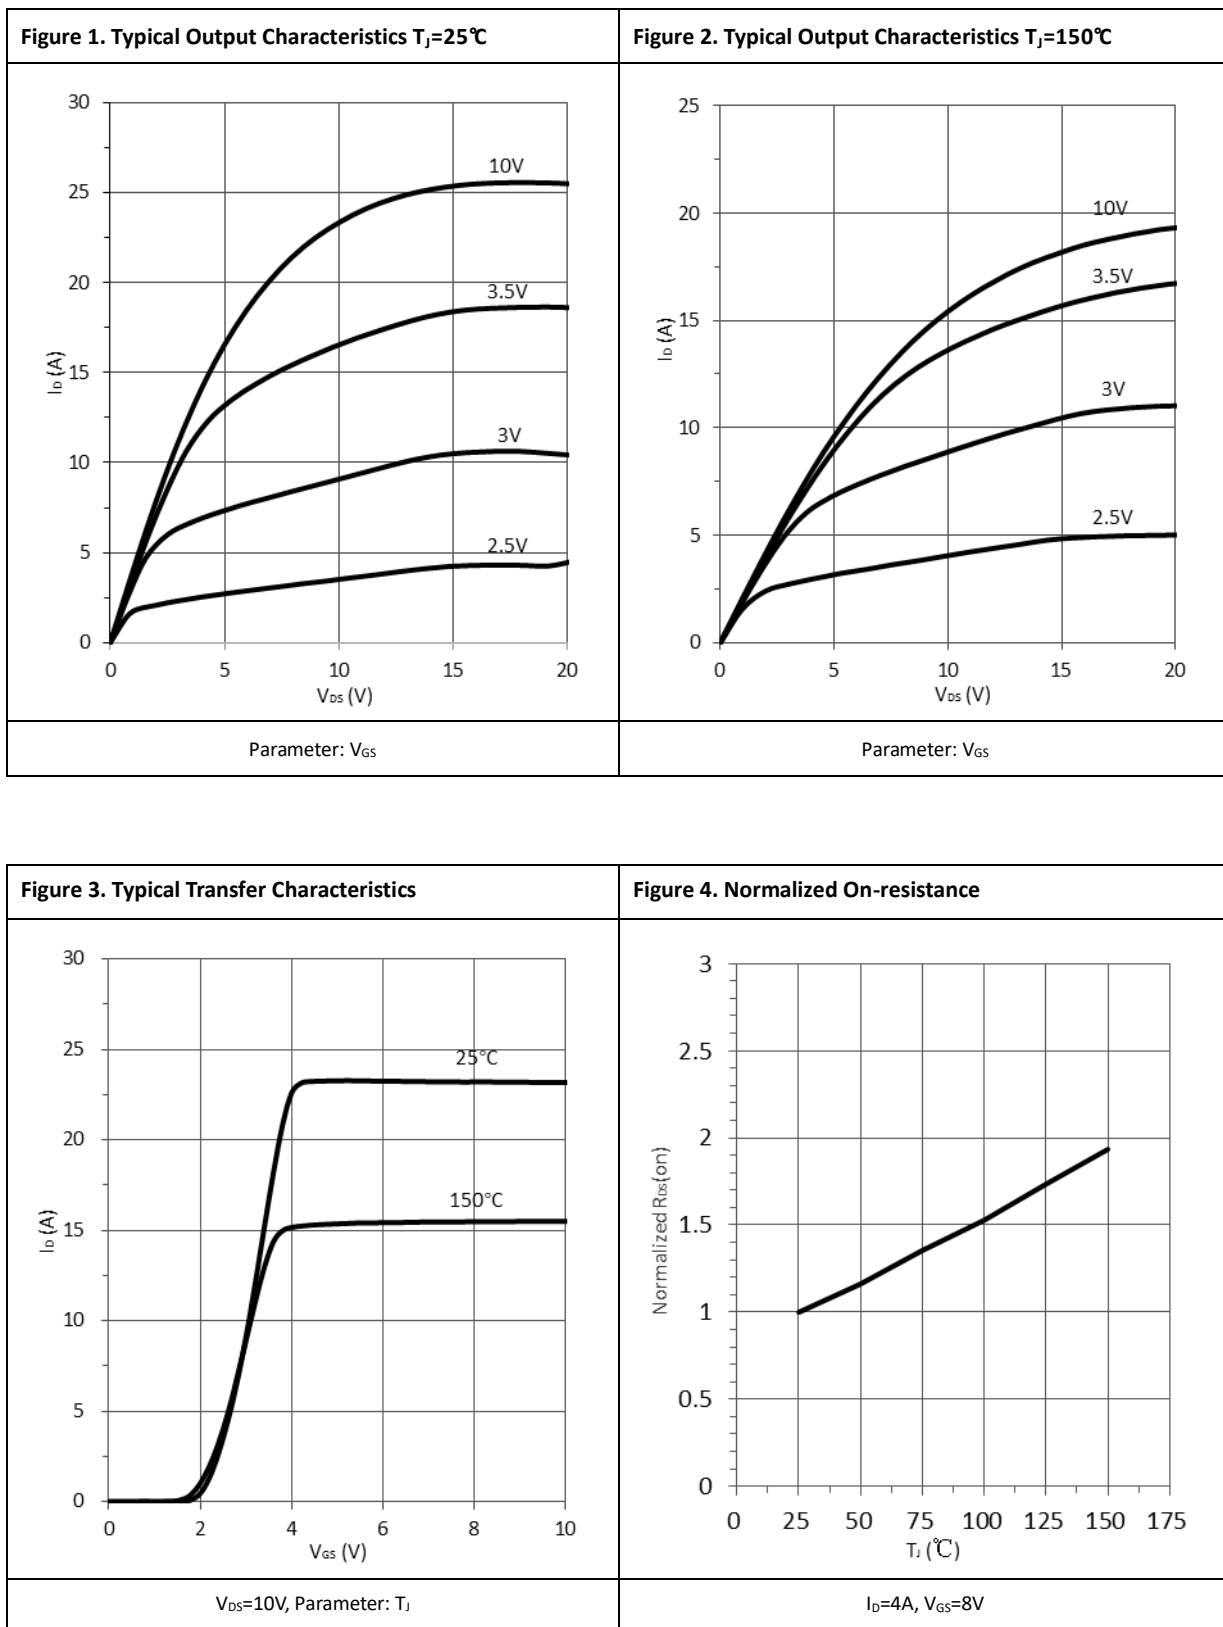 Figure 1. Typical Output Characteristics TJ=25℃
Figure 2. Typical Output Characteristics TJ=150℃
30
25
20
15
10
5
0
ID (A)
10V
3.5V
3V
2.5V
0 5 10 15 20
VDS (V)
25
20
15
10
5
0
ID (A)
10V
3.5V
3V
2.5V
0 5 10 15 20
VDS (V)
Parameter: VGS
Parameter: VGS
Figure 3. Typical Transfer Characteristics
Figure 4. Normalized On-resistance
30
25
20
15
10
5
0
ID (A)
25°C
150°C
0 2 4 6 8 10
VGS (V)
3
2.5
2
1.5
1
0.5
0
Normalized RDS(on)
0 25 50 75 100 125 150 175
TJ (℃)
VDS=10V, Parameter: TJ
ID=4A, VGS=8V